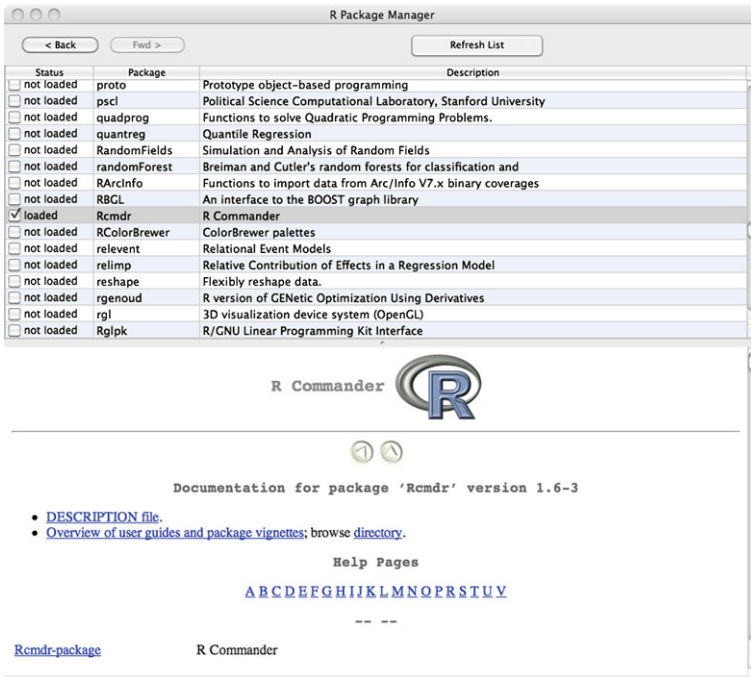 R Package Manager
< Back Fwd > Refresh List
Status Package Description
not loaded proto Prototype object-based programming
not loaded pscl Political Science Computational Laboratory, Stanford University
not loaded quadprog Functions to solve Quadratic Programming Problems.
not loaded quantreg Quantile Regression
not loaded RandomFields Simulation and Analysis of Random Fields
not loaded randomForest Breiman and Cutler's random forests for classification and
not loaded RArcInfo Functions to import data from Arc/Info V7.x binary coverages
not loaded RBGL An interface to the BOOST graph library
loaded Rcmdr R Commander
not loaded RColorBrewer ColorBrewer palettes
not loaded relevent Relational Event Models
not loaded relimp Relative Contribution of Effects in a Regression Model
not loaded reshape Flexibly reshape data.
not loaded rgenoud R version of GENetic Optimization Using Derivatives
not loaded rgl 3D visualization device system (OpenGL)
not loaded Rglpk R/GNU Linear Programming Kit Interface
R Commander R
Documentation for package 'Rcmdr' version 1.6-3
• DESCRIPTION file.
• Overview of user guides and package vignettes; browse directory.
Help Pages
A B C D E F G H I J K L M N O P R S T U V
-- --
Rcmdr-package R Commander